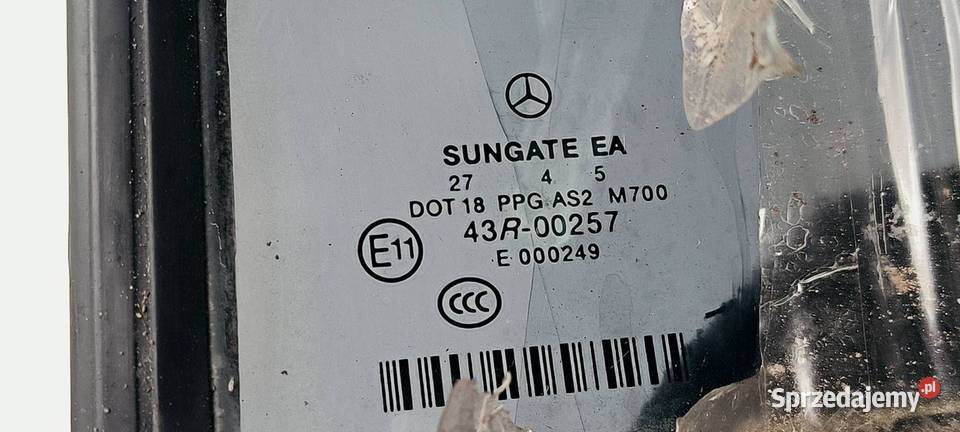 SUNGATE EA
27 4 5
DOT 18 PPG AS2 M700
43R-00257
E11
E 000249
CCC
Sprzedajemy.pl